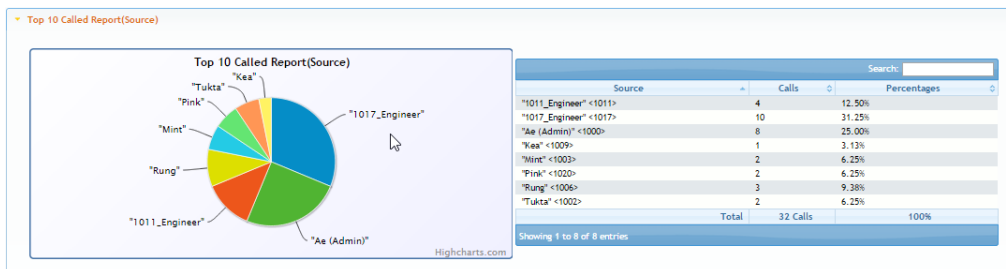 Top 10 Called Report(Source)
Top 10 Called Report(Source)
"Kea"
"Tukta"
"Pink"
"Mint"
"Rung"
"1011_Engineer"
"Ae (Admin)"
"1017_Engineer"
Highcharts.com
Search:
Source Calls Percentages
"1011_Engineer" <1011> 4 12.50%
"1017_Engineer" <1017> 10 31.25%
"Ae (Admin)" <1000> 8 25.00%
"Kea" <1009> 1 3.13%
"Mint" <1003> 2 6.25%
"Pink" <1020> 2 6.25%
"Rung" <1006> 3 9.38%
"Tukta" <1002> 2 6.25%
Total 32 Calls 100%
Showing 1 to 8 of 8 entries